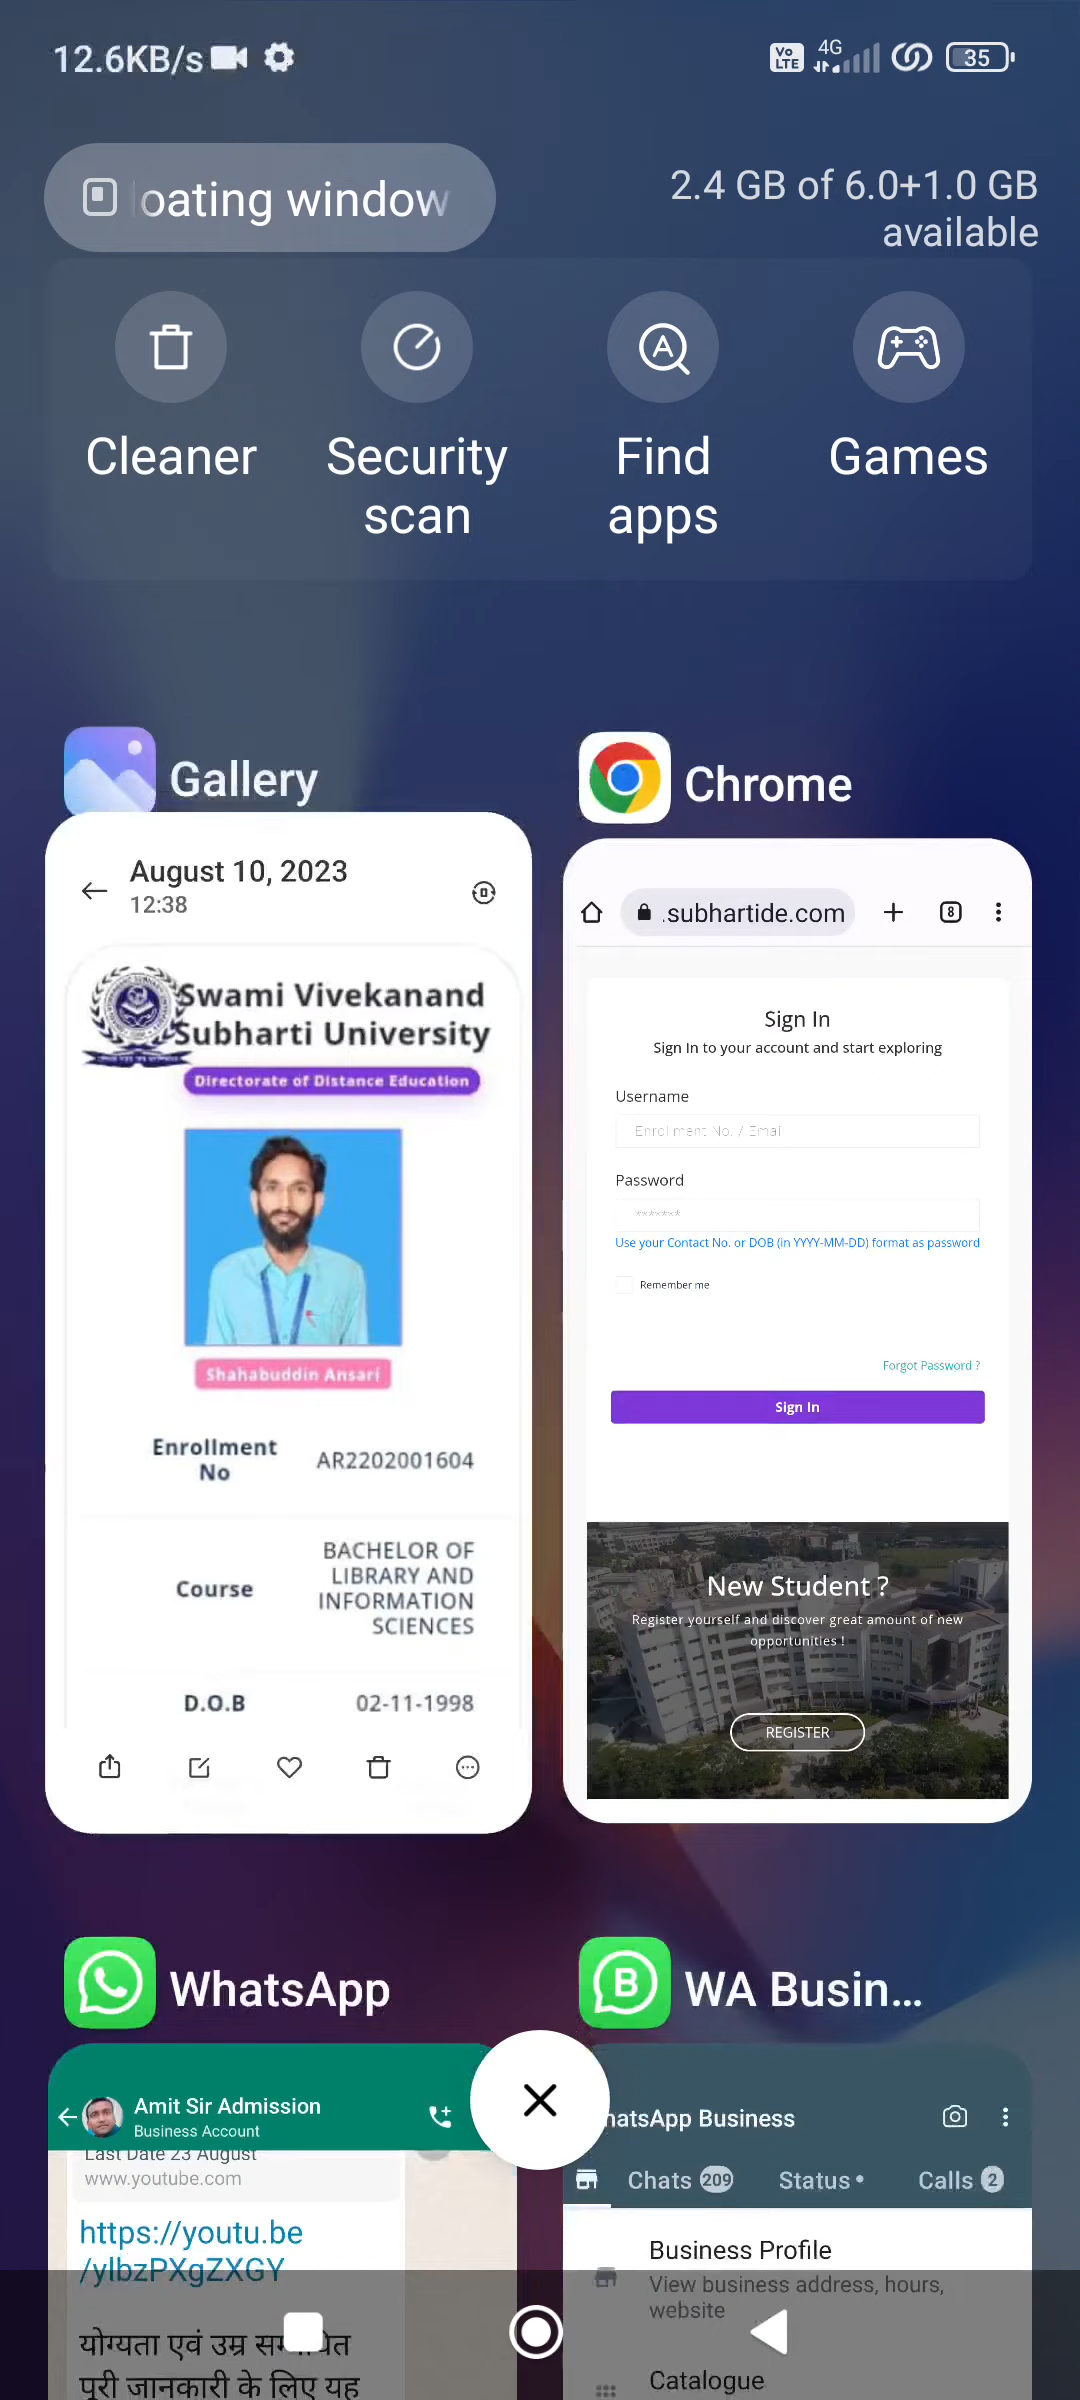 12.6KB/s
Vo LTE 4G 35
oating window
2.4 GB of 6.0+1.0 GB
available
Cleaner
Security
scan
Find
apps
Games
Gallery
August 10, 2023
12:38
Swami Vivekanand
Subharti University
Directorate of Distance Education
Shahabuddin Ansari
Enrollment
No
AR2202001604
Course
BACHELOR OF
LIBRARY AND
INFORMATION
SCIENCES
D.O.B
02-11-1998
Chrome
.subhartide.com
8
Sign In
Sign In to your account and start exploring
Username
Enrollment No. / Email
Password
*******
Use your Contact No. or DOB (in YYYY-MM-DD) format as password
Remember me
Forgot Password ?
Sign In
New Student ?
Register yourself and discover great amount of new
opportunities !
REGISTER
WhatsApp
Amit Sir Admission
Business Account
Last Date 23 August
www.youtube.com
https://youtu.be
/ylbzPXgZXGY
योग्यता एवं उम्र
पूरी जानकारी के लिए यह
WA Busin...
hatsApp Business
Chats 209
Status
Calls 2
Business Profile
View business address, hours,
website
Catalogue